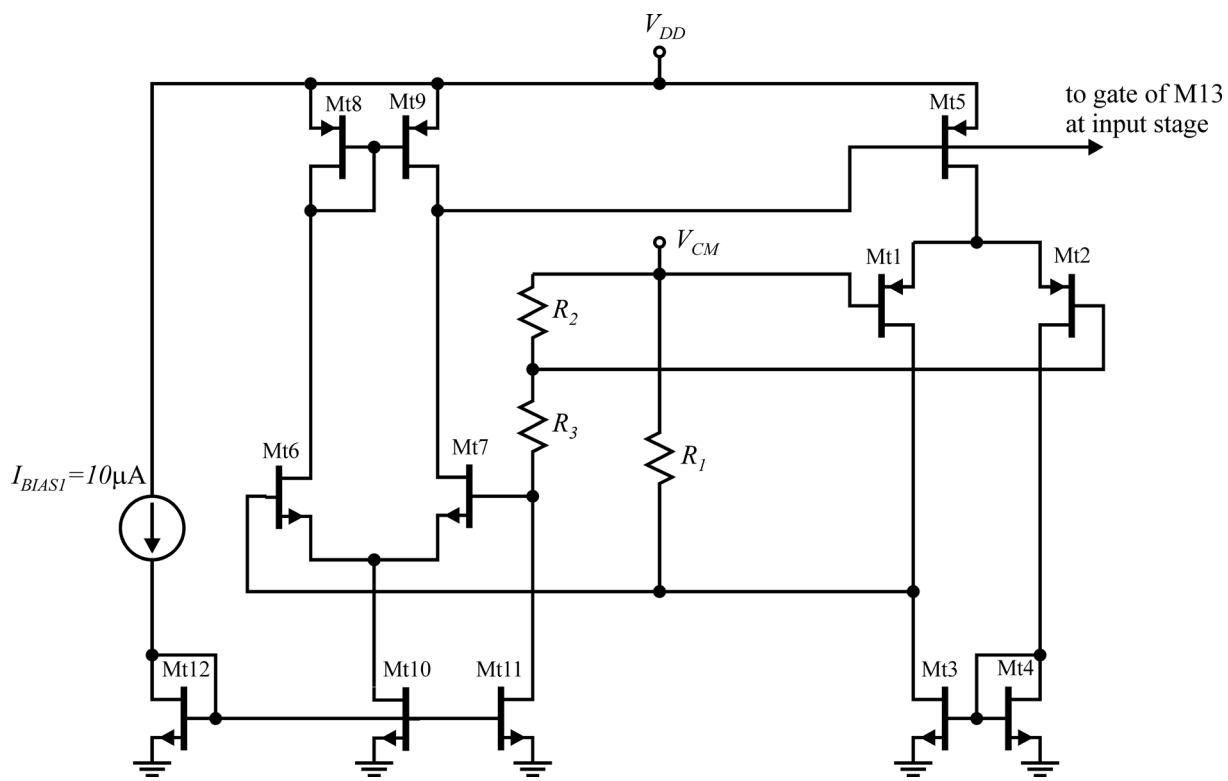 V_DD
Mt8
Mt9
Mt5
to gate of M13
at input stage
V_CM
Mt1
Mt2
R_2
R_3
R_1
Mt6
Mt7
I_BIAS1=10μA
Mt12
Mt10
Mt11
Mt3
Mt4